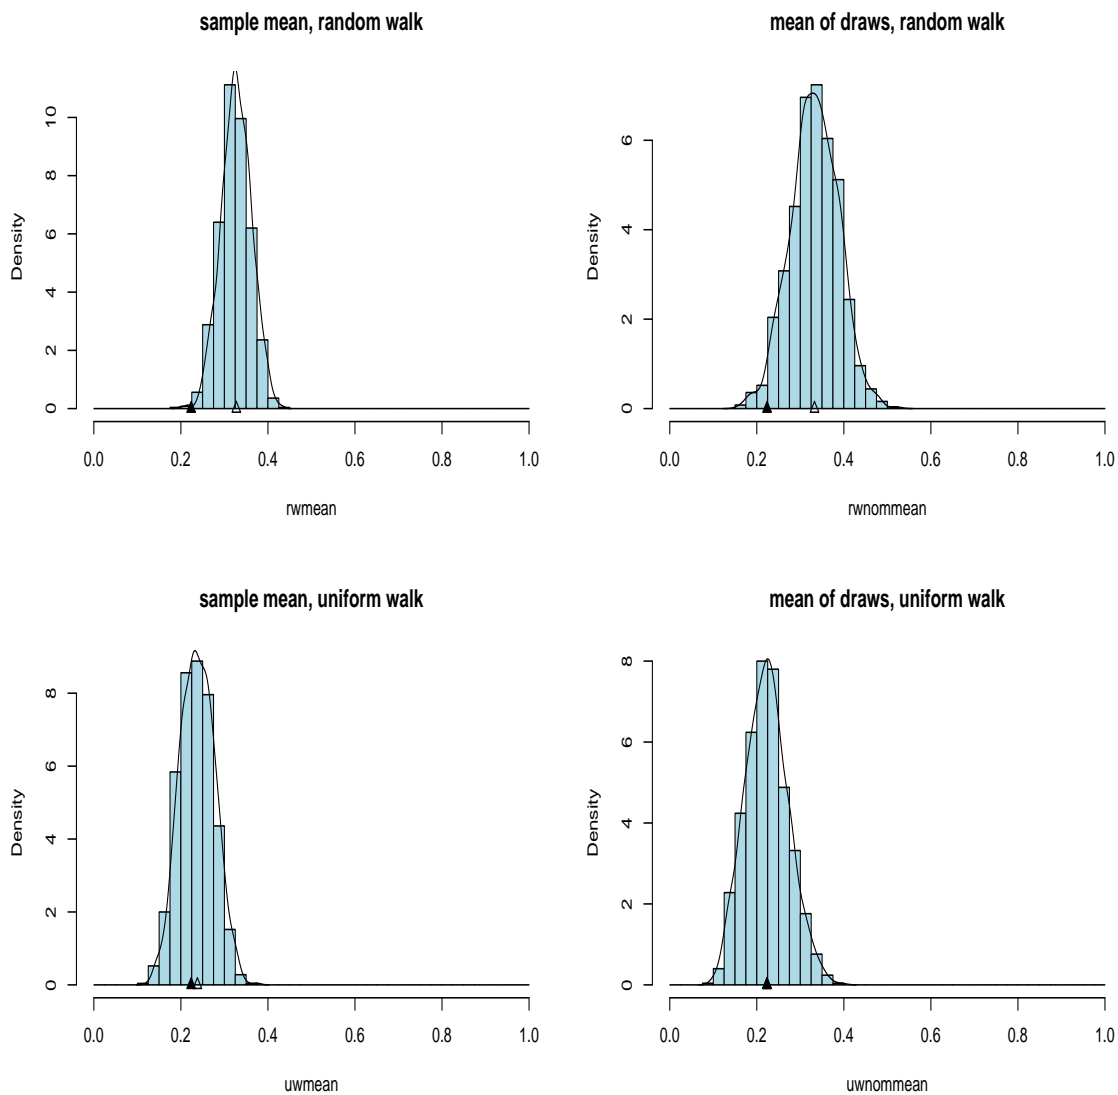 sample mean, random walk
Density
0 2 4 6 8 10
0.0 0.2 0.4 0.6 0.8 1.0
rwmean
mean of draws, random walk
Density
0 2 4 6
0.0 0.2 0.4 0.6 0.8 1.0
rwnommean
sample mean, uniform walk
Density
0 2 4 6 8
0.0 0.2 0.4 0.6 0.8 1.0
uwmean
mean of draws, uniform walk
Density
0 2 4 6 8
0.0 0.2 0.4 0.6 0.8 1.0
uwnommean